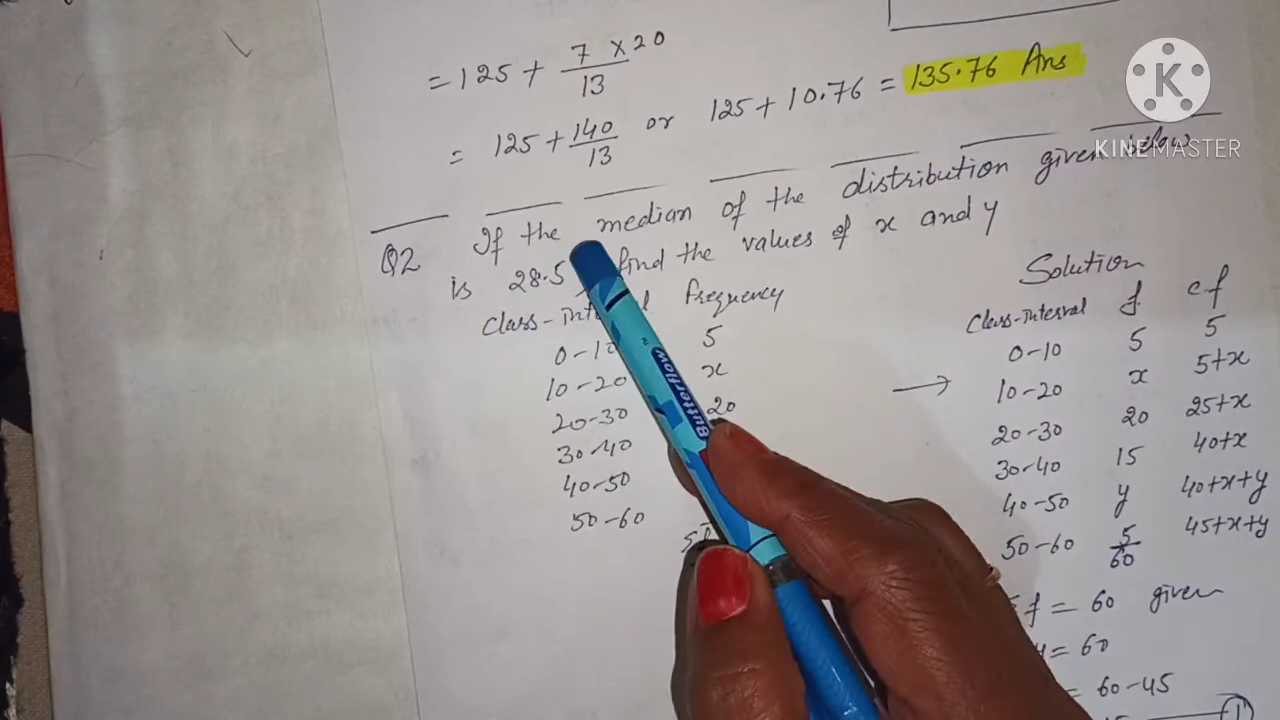 = 125 + 7 × 20 / 13
= 125 + 140 / 13 or 125 + 10.76 = 135.76 Ans
K
KINEMASTER
Q2 If the median of the distribution given below
is 28.5 find the values of x and y
Class-inte l frequency
0-10 5
10-20 x
20-30 20
30-40
40-50
50-60
Solution
Class-interval f cf
0-10 5 5
10-20 x 5+x
20-30 20 25+x
30-40 15 40+x
40-50 y 40+x+y
50-60 5 45+x+y
60
f = 60 given
= 60
= 60-45
1
Butterflow